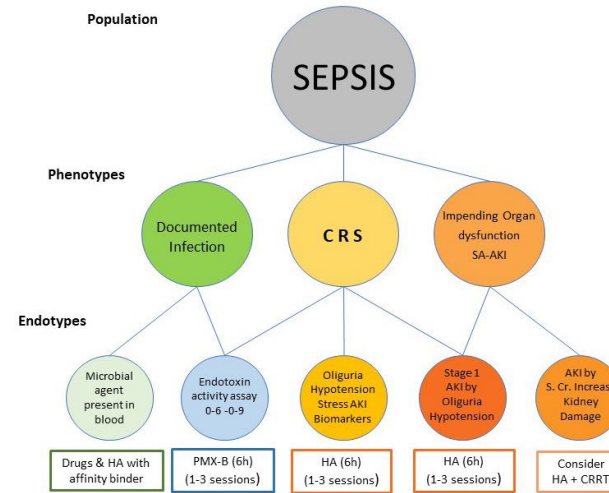 Population
SEPSIS
Phenotypes
Documented
Infection
C R S
Impending Organ
dysfunction
SA-AKI
Endotypes
Microbial
agent
present in
blood
Endotoxin
activity assay
0-6 -0-9
Oliguria
Hypotension
Stress AKI
Biomarkers
Stage 1
AKI by
Oliguria
Hypotension
AKI by
S. Cr. Increas
Kidney
Damage
Drugs & HA with
affinity binder
PMX-B (6h)
(1-3 sessions)
HA (6h)
(1-3 sessions)
HA (6h)
(1-3 sessions)
Consider
HA + CRRT